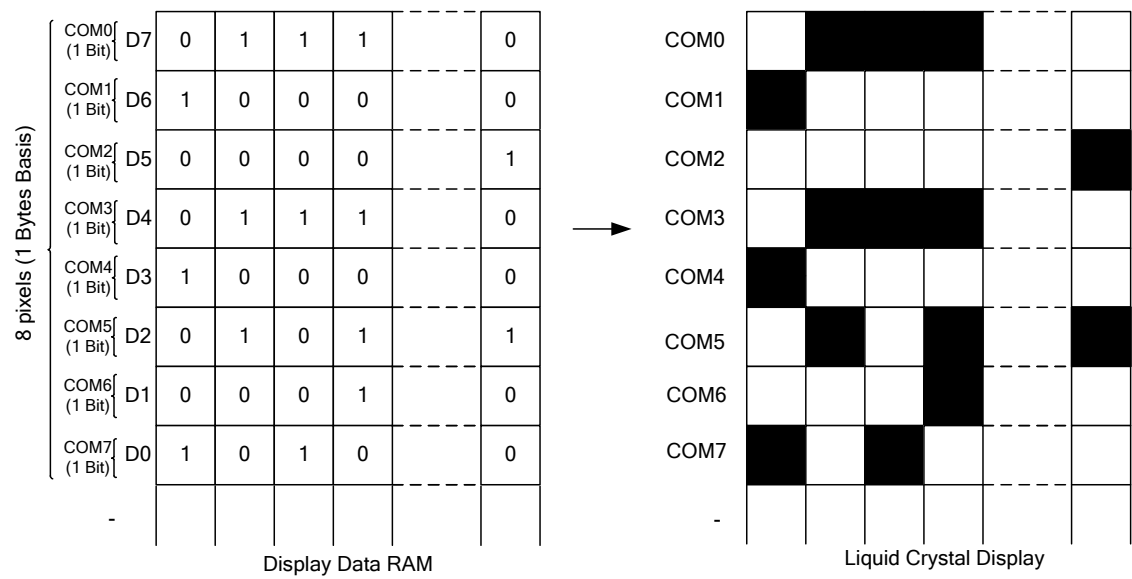 8 pixels (1 Bytes Basis)
COM0 (1 Bit) D7 0 1 1 1 0
COM1 (1 Bit) D6 1 0 0 0 0
COM2 (1 Bit) D5 0 0 0 0 1
COM3 (1 Bit) D4 0 1 1 1 0
COM4 (1 Bit) D3 1 0 0 0 0
COM5 (1 Bit) D2 0 1 0 1 1
COM6 (1 Bit) D1 0 0 0 1 0
COM7 (1 Bit) D0 1 0 1 0 0
-
Display Data RAM
COM0
COM1
COM2
COM3
COM4
COM5
COM6
COM7
-
Liquid Crystal Display